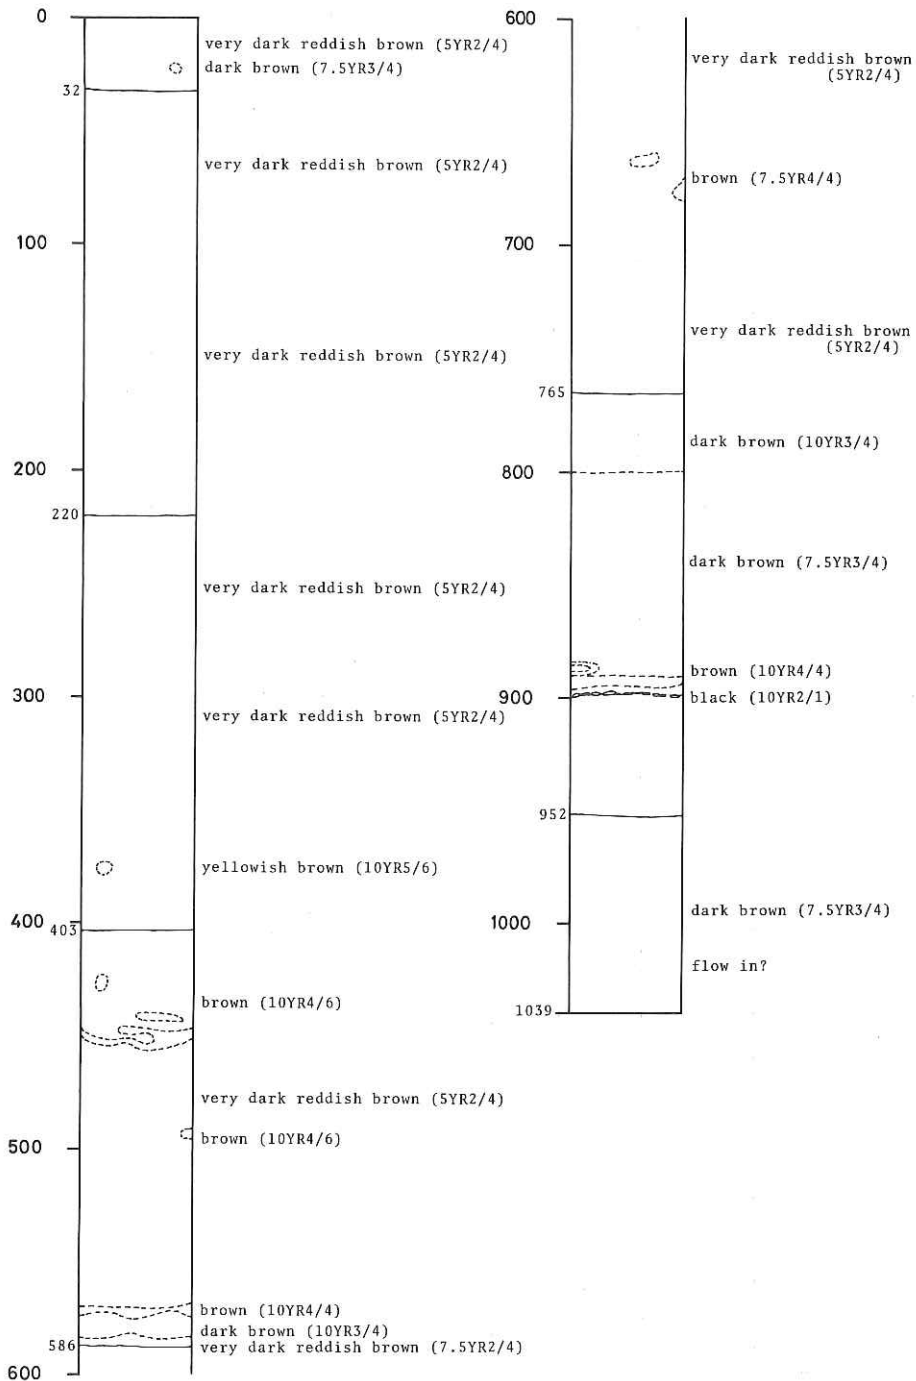 0
very dark reddish brown (5YR2/4)
dark brown (7.5YR3/4)
32
very dark reddish brown (5YR2/4)
100
very dark reddish brown (5YR2/4)
200
220
very dark reddish brown (5YR2/4)
300
very dark reddish brown (5YR2/4)
yellowish brown (10YR5/6)
400
403
brown (10YR4/6)
very dark reddish brown (5YR2/4)
brown (10YR4/6)
500
brown (10YR4/4)
dark brown (10YR3/4)
586
very dark reddish brown (7.5YR2/4)
600
600
very dark reddish brown
(5YR2/4)
brown (7.5YR4/4)
700
very dark reddish brown
(5YR2/4)
765
dark brown (10YR3/4)
800
dark brown (7.5YR3/4)
brown (10YR4/4)
900
black (10YR2/1)
952
dark brown (7.5YR3/4)
1000
flow in?
1039